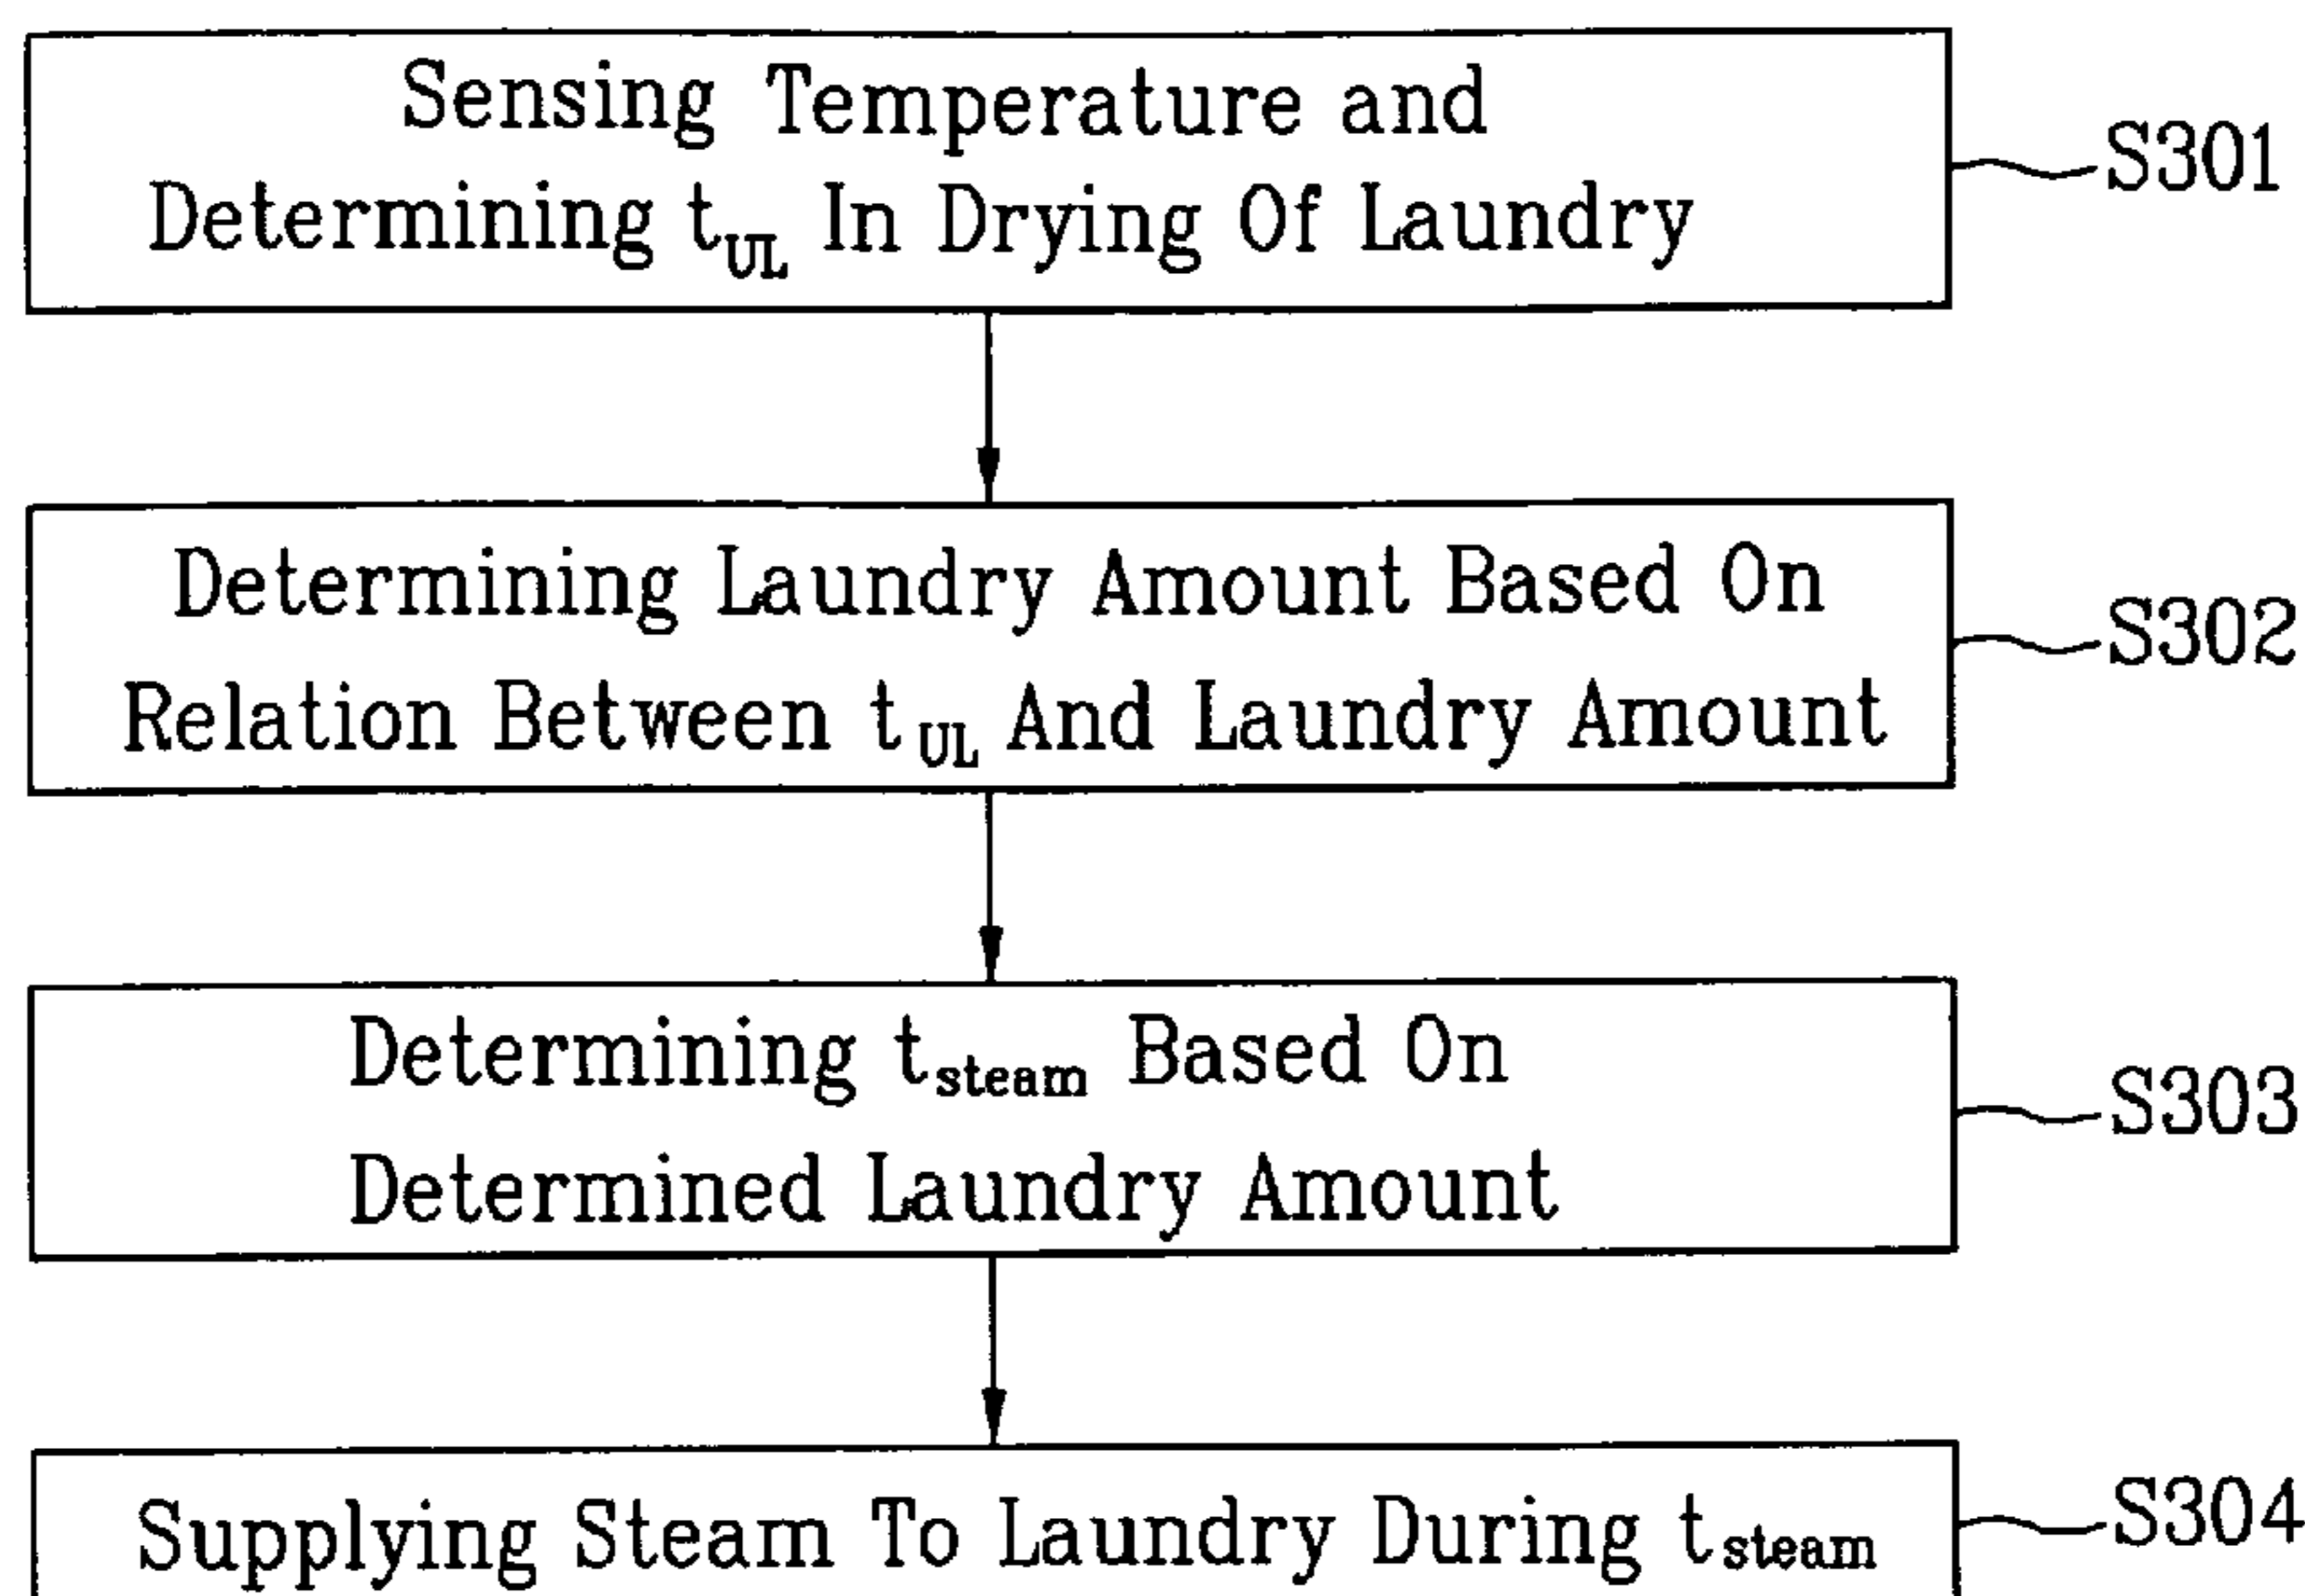 Sensing Temperature and
Determining t_UL In Drying Of Laundry
S301
Determining Laundry Amount Based On
Relation Between t_UL And Laundry Amount
S302
Determining t_steam Based On
Determined Laundry Amount
S303
Supplying Steam To Laundry During t_steam
S304